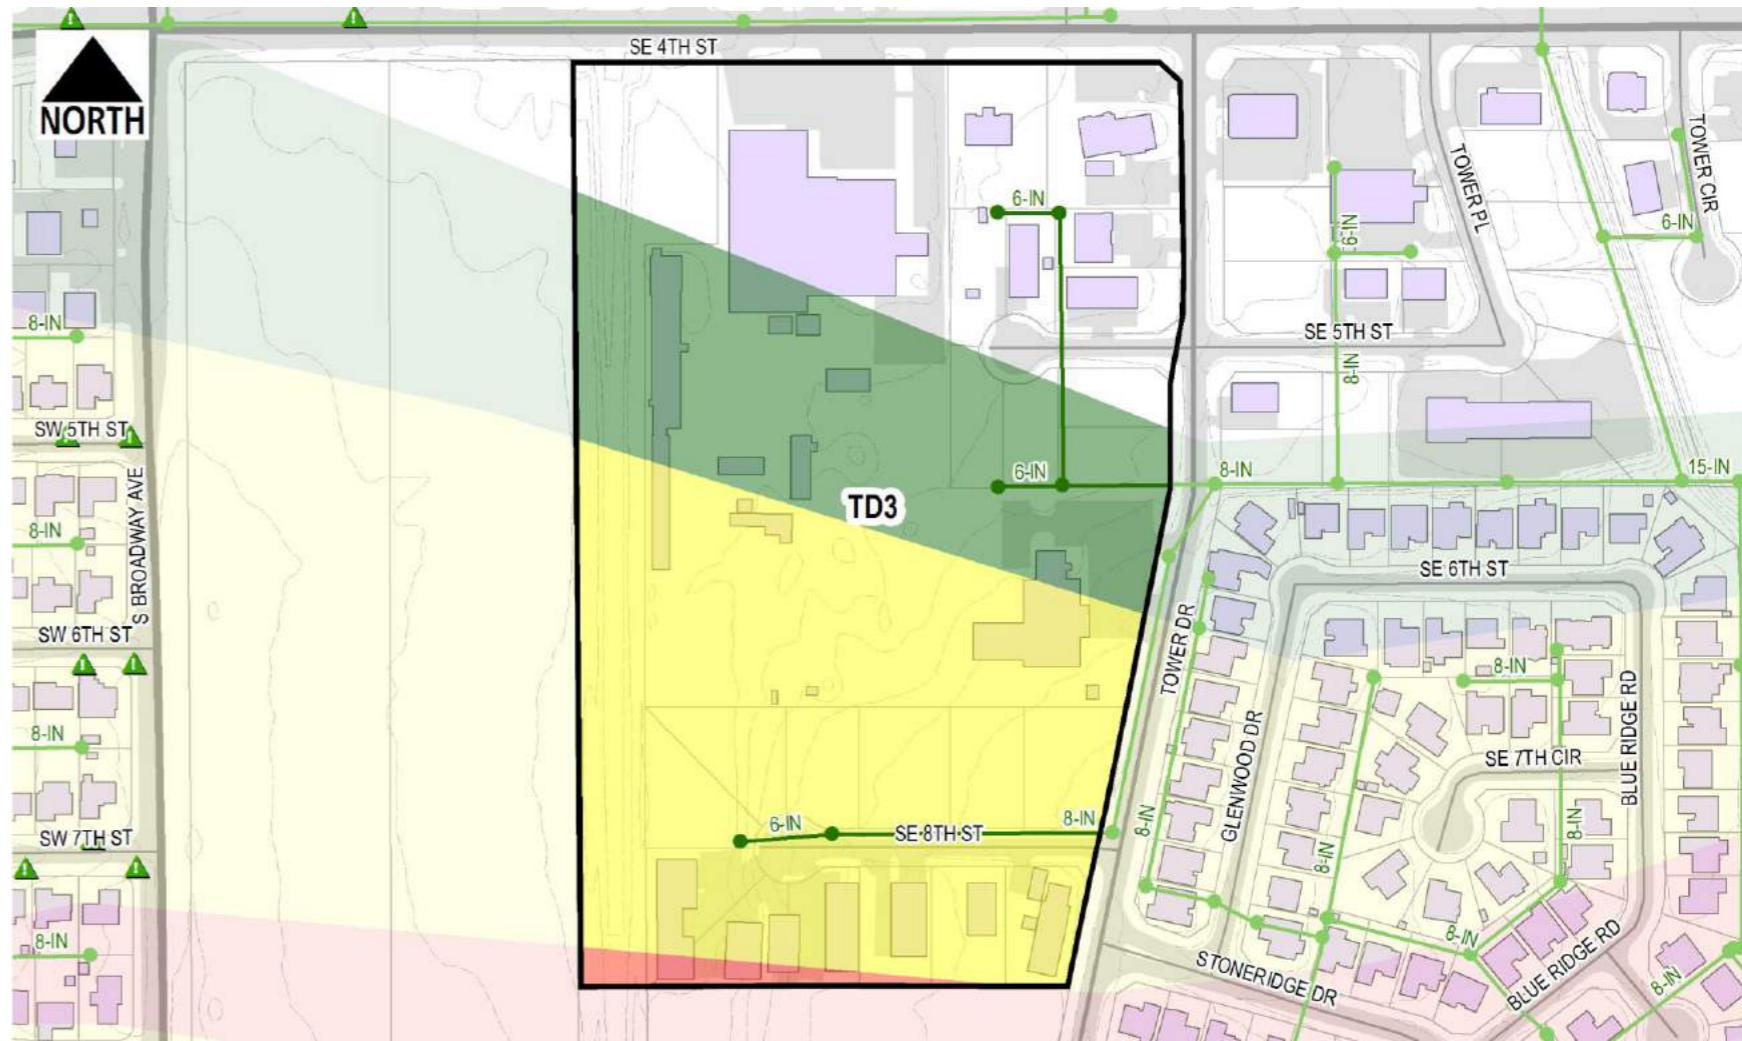 SE 4TH ST
NORTH
TOWER CIR
TOWER PL
6-IN
6-IN
6-IN
8-IN
SE 5TH ST
8-IN
SW 5TH ST
6-IN
8-IN
15-IN
S BROADWAY AVE
TD3
8-IN
SE 6TH ST
SW 6TH ST
TOWER DR
8-IN
BLUE RIDGE RD
8-IN
GLENWOOD DR
SE 7TH CIR
SW 7TH ST
6-IN
SE 8TH ST
8-IN
8-IN
8-IN
8-IN
8-IN
8-IN
STONERIDGE DR
BLUE RIDGE RD
8-IN